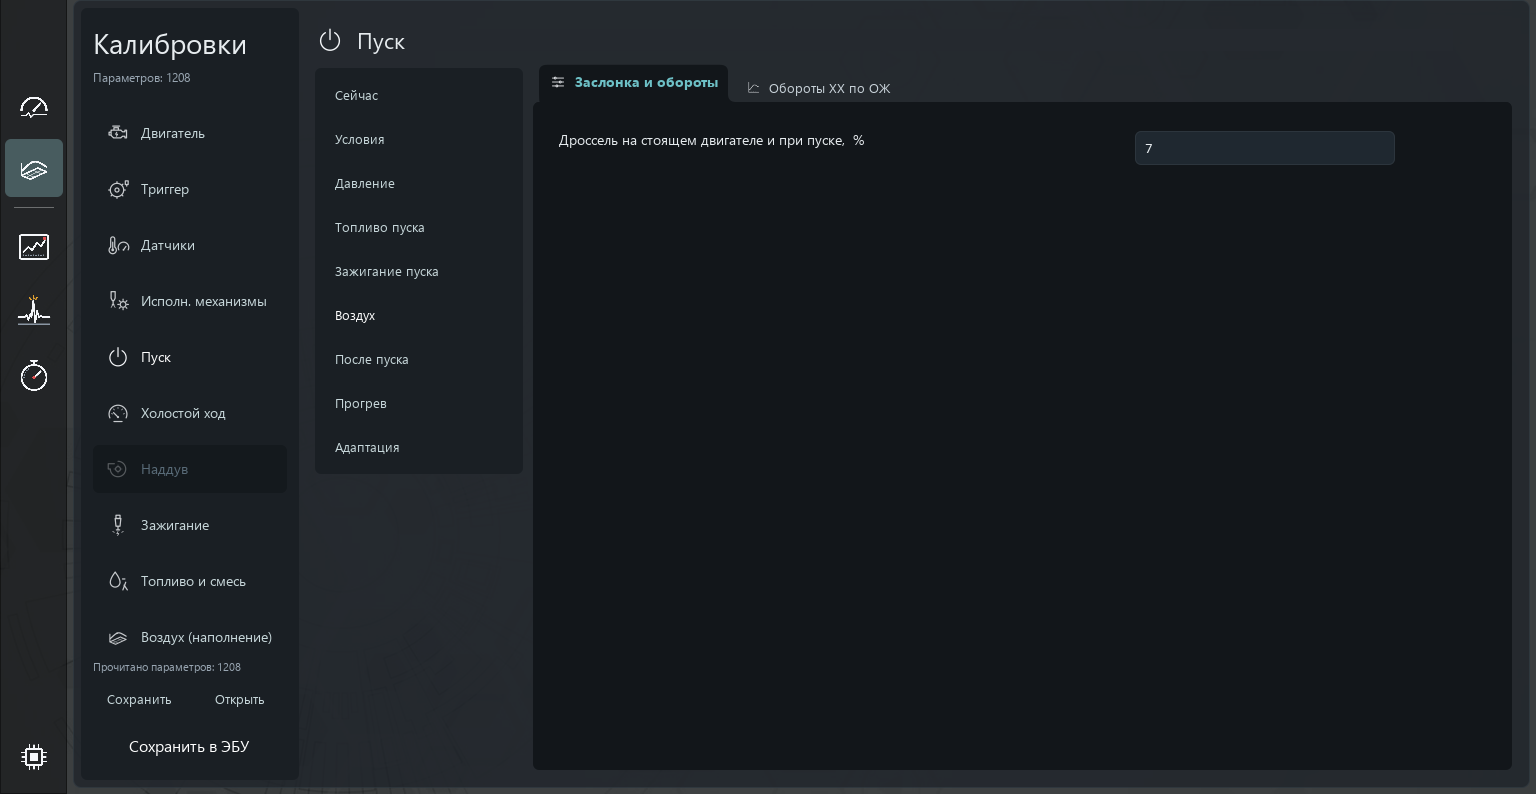 Калибровки
Параметров: 1208
Двигатель
Триггер
Датчики
Исполн. механизмы
Пуск
Холостой ход
Наддув
Зажигание
Топливо и смесь
Воздух (наполнение)
Прочитано параметров: 1208
Сохранить
Открыть
Сохранить в ЭБУ
Пуск
Сейчас
Условия
Давление
Топливо пуска
Зажигание пуска
Воздух
После пуска
Прогрев
Адаптация
Заслонка и обороты
Обороты ХХ по ОЖ
Дроссель на стоящем двигателе и при пуске, %
7